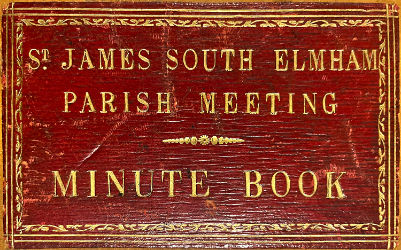 ST JAMES SOUTH ELMHAM
PARISH MEETING
MINUTE BOOK